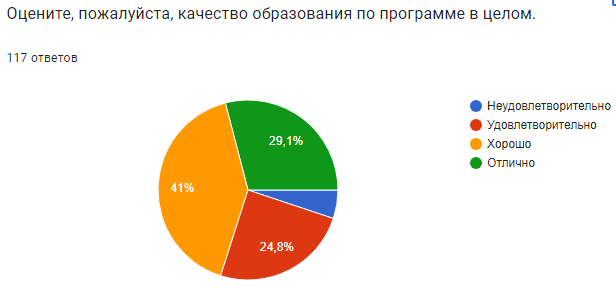 Оцените, пожалуйста, качество образования по программе в целом.
117 ответов
Неудовлетворительно
Удовлетворительно
Хорошо
Отлично
29,1%
41%
24,8%